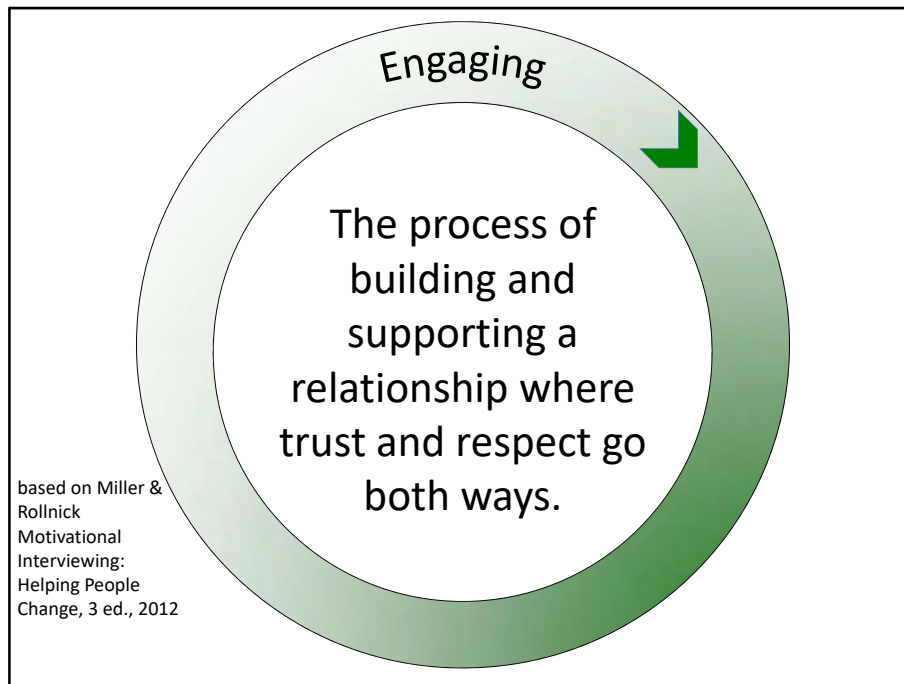 Engaging
The process of
building and
supporting a
relationship where
trust and respect go
both ways.
based on Miller &
Rollnick
Motivational
Interviewing:
Helping People
Change, 3 ed., 2012